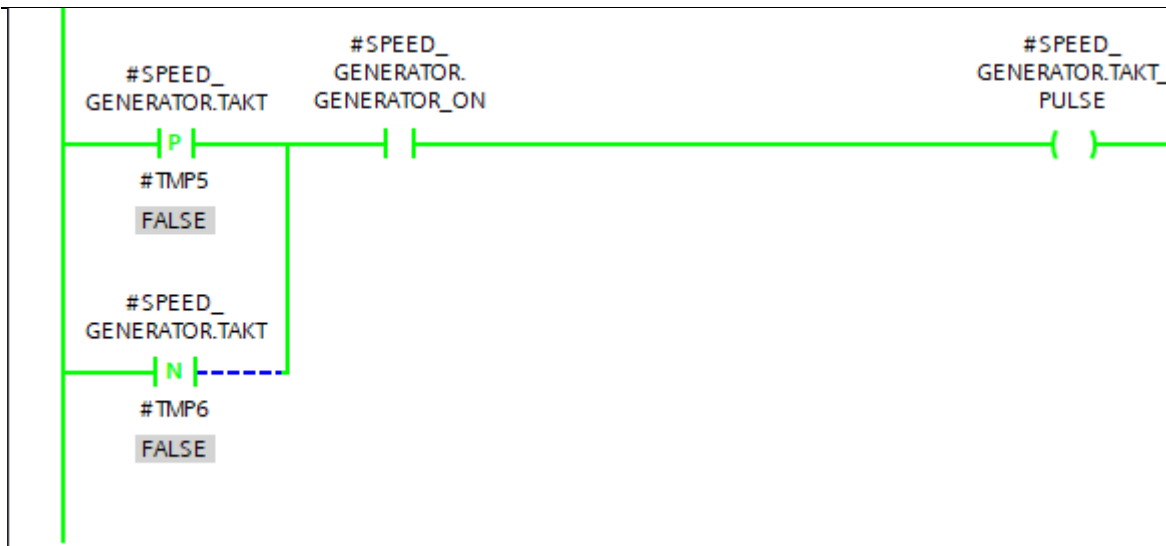 #SPEED_
GENERATOR.TAKT
P
#TMP5
FALSE
#SPEED_
GENERATOR.
GENERATOR_ON
#SPEED_
GENERATOR.TAKT_
PULSE
#SPEED_
GENERATOR.TAKT
N
#TMP6
FALSE